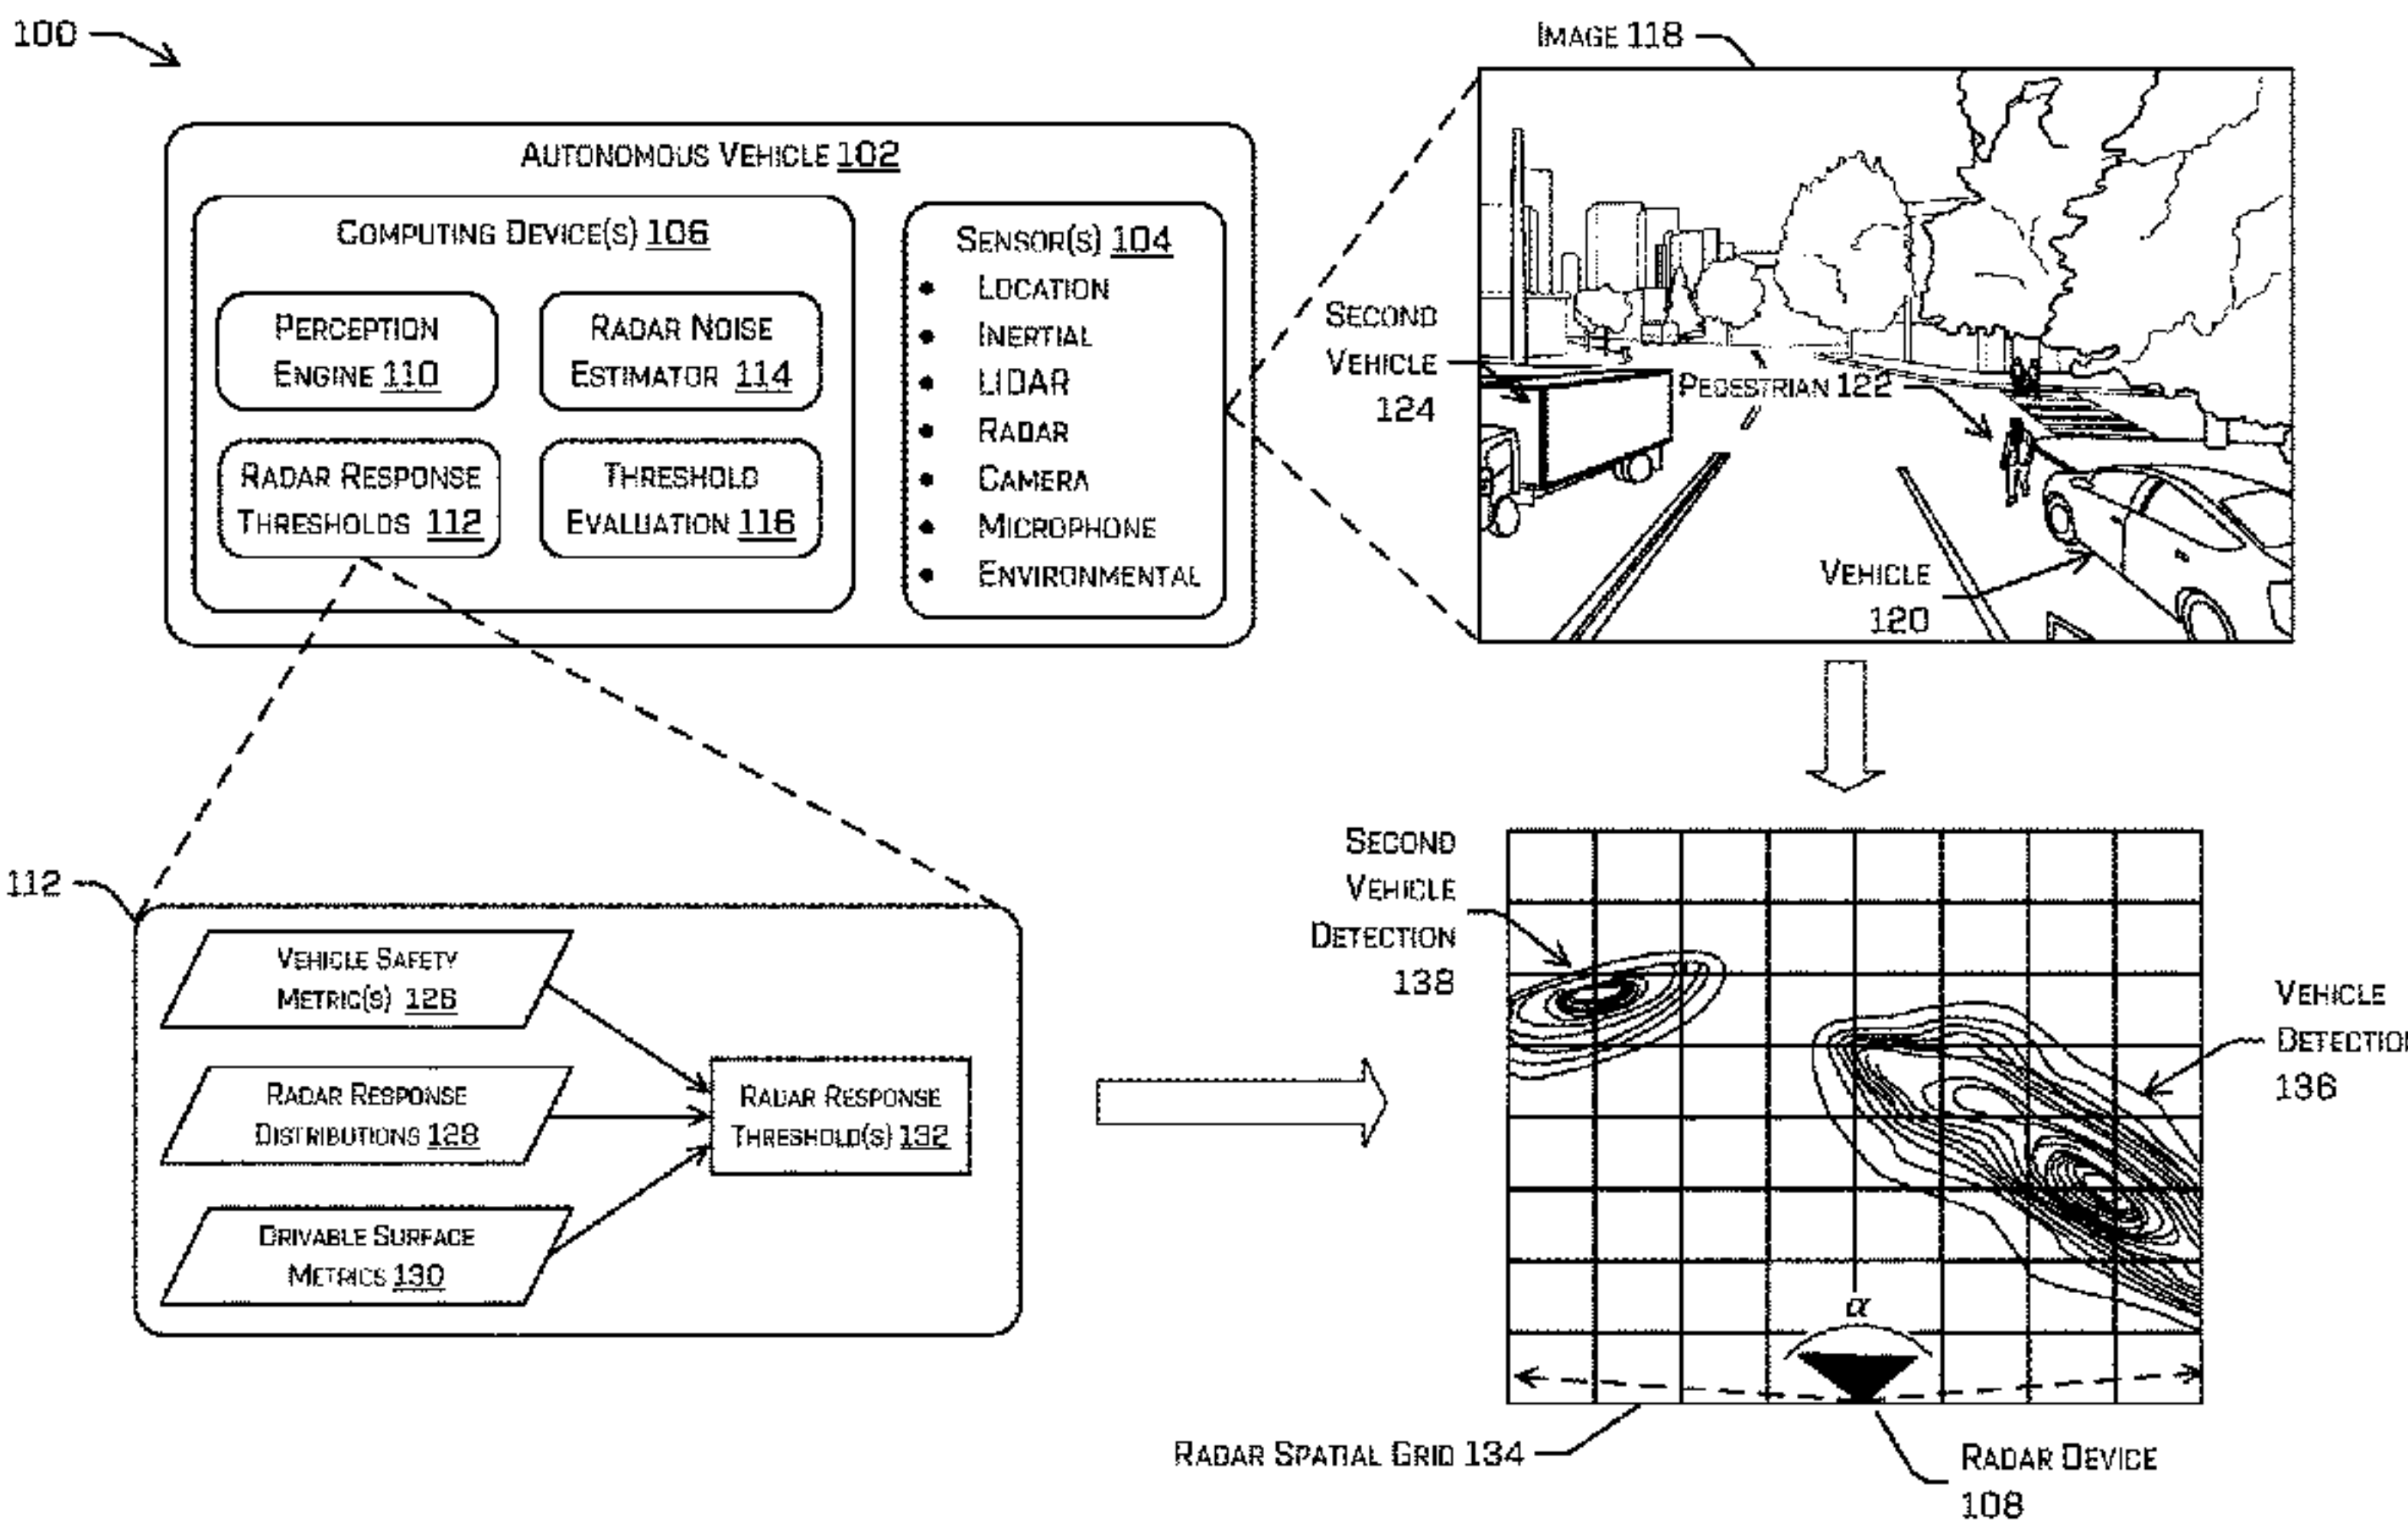 100
AUTONOMOUS VEHICLE 102
COMPUTING DEVICE(S) 106
PERCEPTION
ENGINE 110
RADAR NOISE
ESTIMATOR 114
RADAR RESPONSE
THRESHOLDS 112
THRESHOLD
EVALUATION 116
SENSOR(S) 104
• LOCATION
• INERTIAL
• LIDAR
• RADAR
• CAMERA
• MICROPHONE
• ENVIRONMENTAL
IMAGE 118
SECOND
VEHICLE
124
PEDESTRIAN 122
VEHICLE
120
112
VEHICLE SAFETY
METRIC(S) 126
RADAR RESPONSE
DISTRIBUTIONS 128
DRIVABLE SURFACE
METRICS 130
RADAR RESPONSE
THRESHOLD(S) 132
SECOND
VEHICLE
DETECTION
138
VEHICLE
DETECTION
136
α
RADAR SPATIAL GRID 134
RADAR DEVICE
108